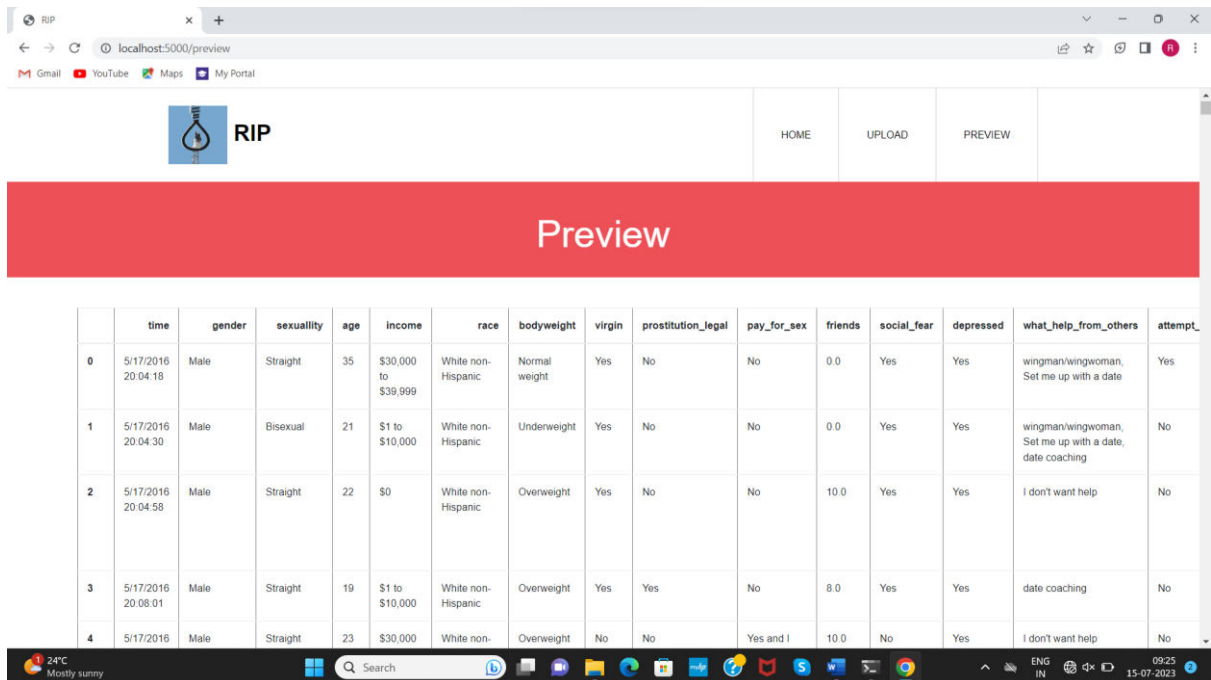 RIP
localhost:5000/preview
R
Gmail YouTube Maps My Portal
RIP
HOME UPLOAD PREVIEW
Preview
time gender sexuallity age income race bodyweight virgin prostitution_legal pay_for_sex friends social_fear depressed what_help_from_others attempt_
0 5/17/2016 Male Straight 35 $30,000 White non- Normal Yes No No 0.0 Yes Yes wingman/wingwoman, Yes
20:04:18 to Hispanic weight Set me up with a date
$39,999
1 5/17/2016 Male Bisexual 21 $1 to White non- Underweight Yes No No 0.0 Yes Yes wingman/wingwoman, No
20:04:30 $10,000 Hispanic Set me up with a date,
date coaching
2 5/17/2016 Male Straight 22 $0 White non- Overweight Yes No No 10.0 Yes Yes I don't want help No
20:04:58 Hispanic
3 5/17/2016 Male Straight 19 $1 to White non- Overweight Yes Yes No 8.0 Yes Yes date coaching No
20:08:01 $10,000 Hispanic
4 5/17/2016 Male Straight 23 $30,000 White non- Overweight No No Yes and I 10.0 No Yes I don't want help No
1 24°C Search ENG 09:25
Mostly sunny IN 15-07-2023 2